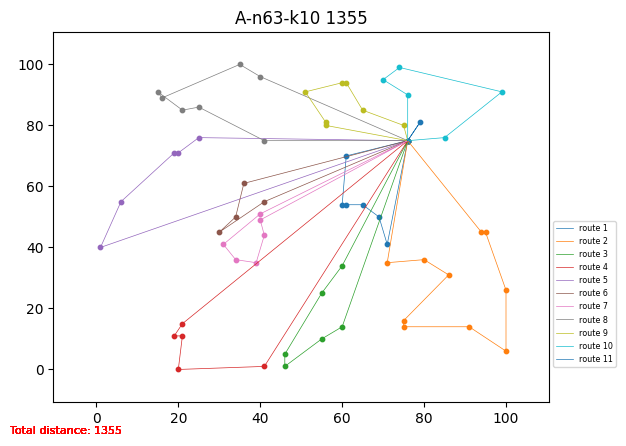 A-n63-k10 1355
100
80
60
40
20
0
0 20 40 60 80 100
route 1
route 2
route 3
route 4
route 5
route 6
route 7
route 8
route 9
route 10
route 11
Total distance: 1355